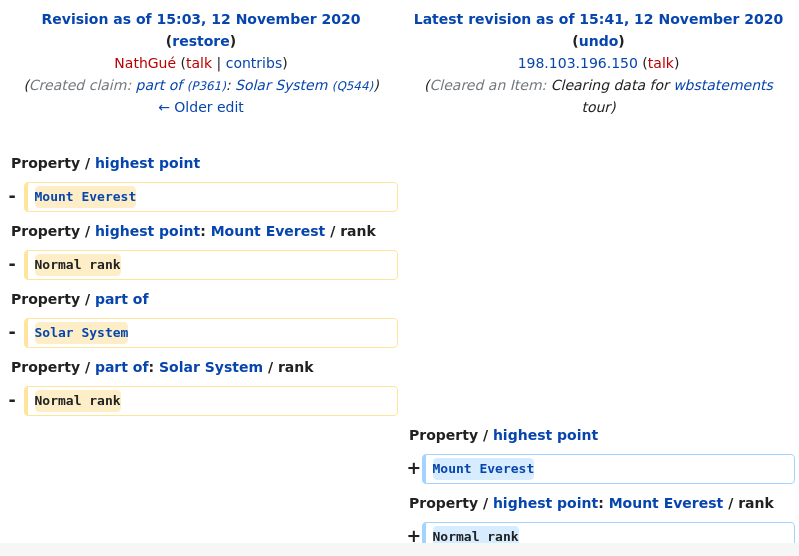 Revision as of 15:03, 12 November 2020
(restore)
NathGué (talk | contribs)
(Created claim: part of (P361): Solar System (Q544))
← Older edit
Latest revision as of 15:41, 12 November 2020
(undo)
198.103.196.150 (talk)
(Cleared an Item: Clearing data for wbstatements
tour)
Property / highest point
- Mount Everest
Property / highest point: Mount Everest / rank
- Normal rank
Property / part of
- Solar System
Property / part of: Solar System / rank
- Normal rank
Property / highest point
+ Mount Everest
Property / highest point: Mount Everest / rank
+ Normal rank